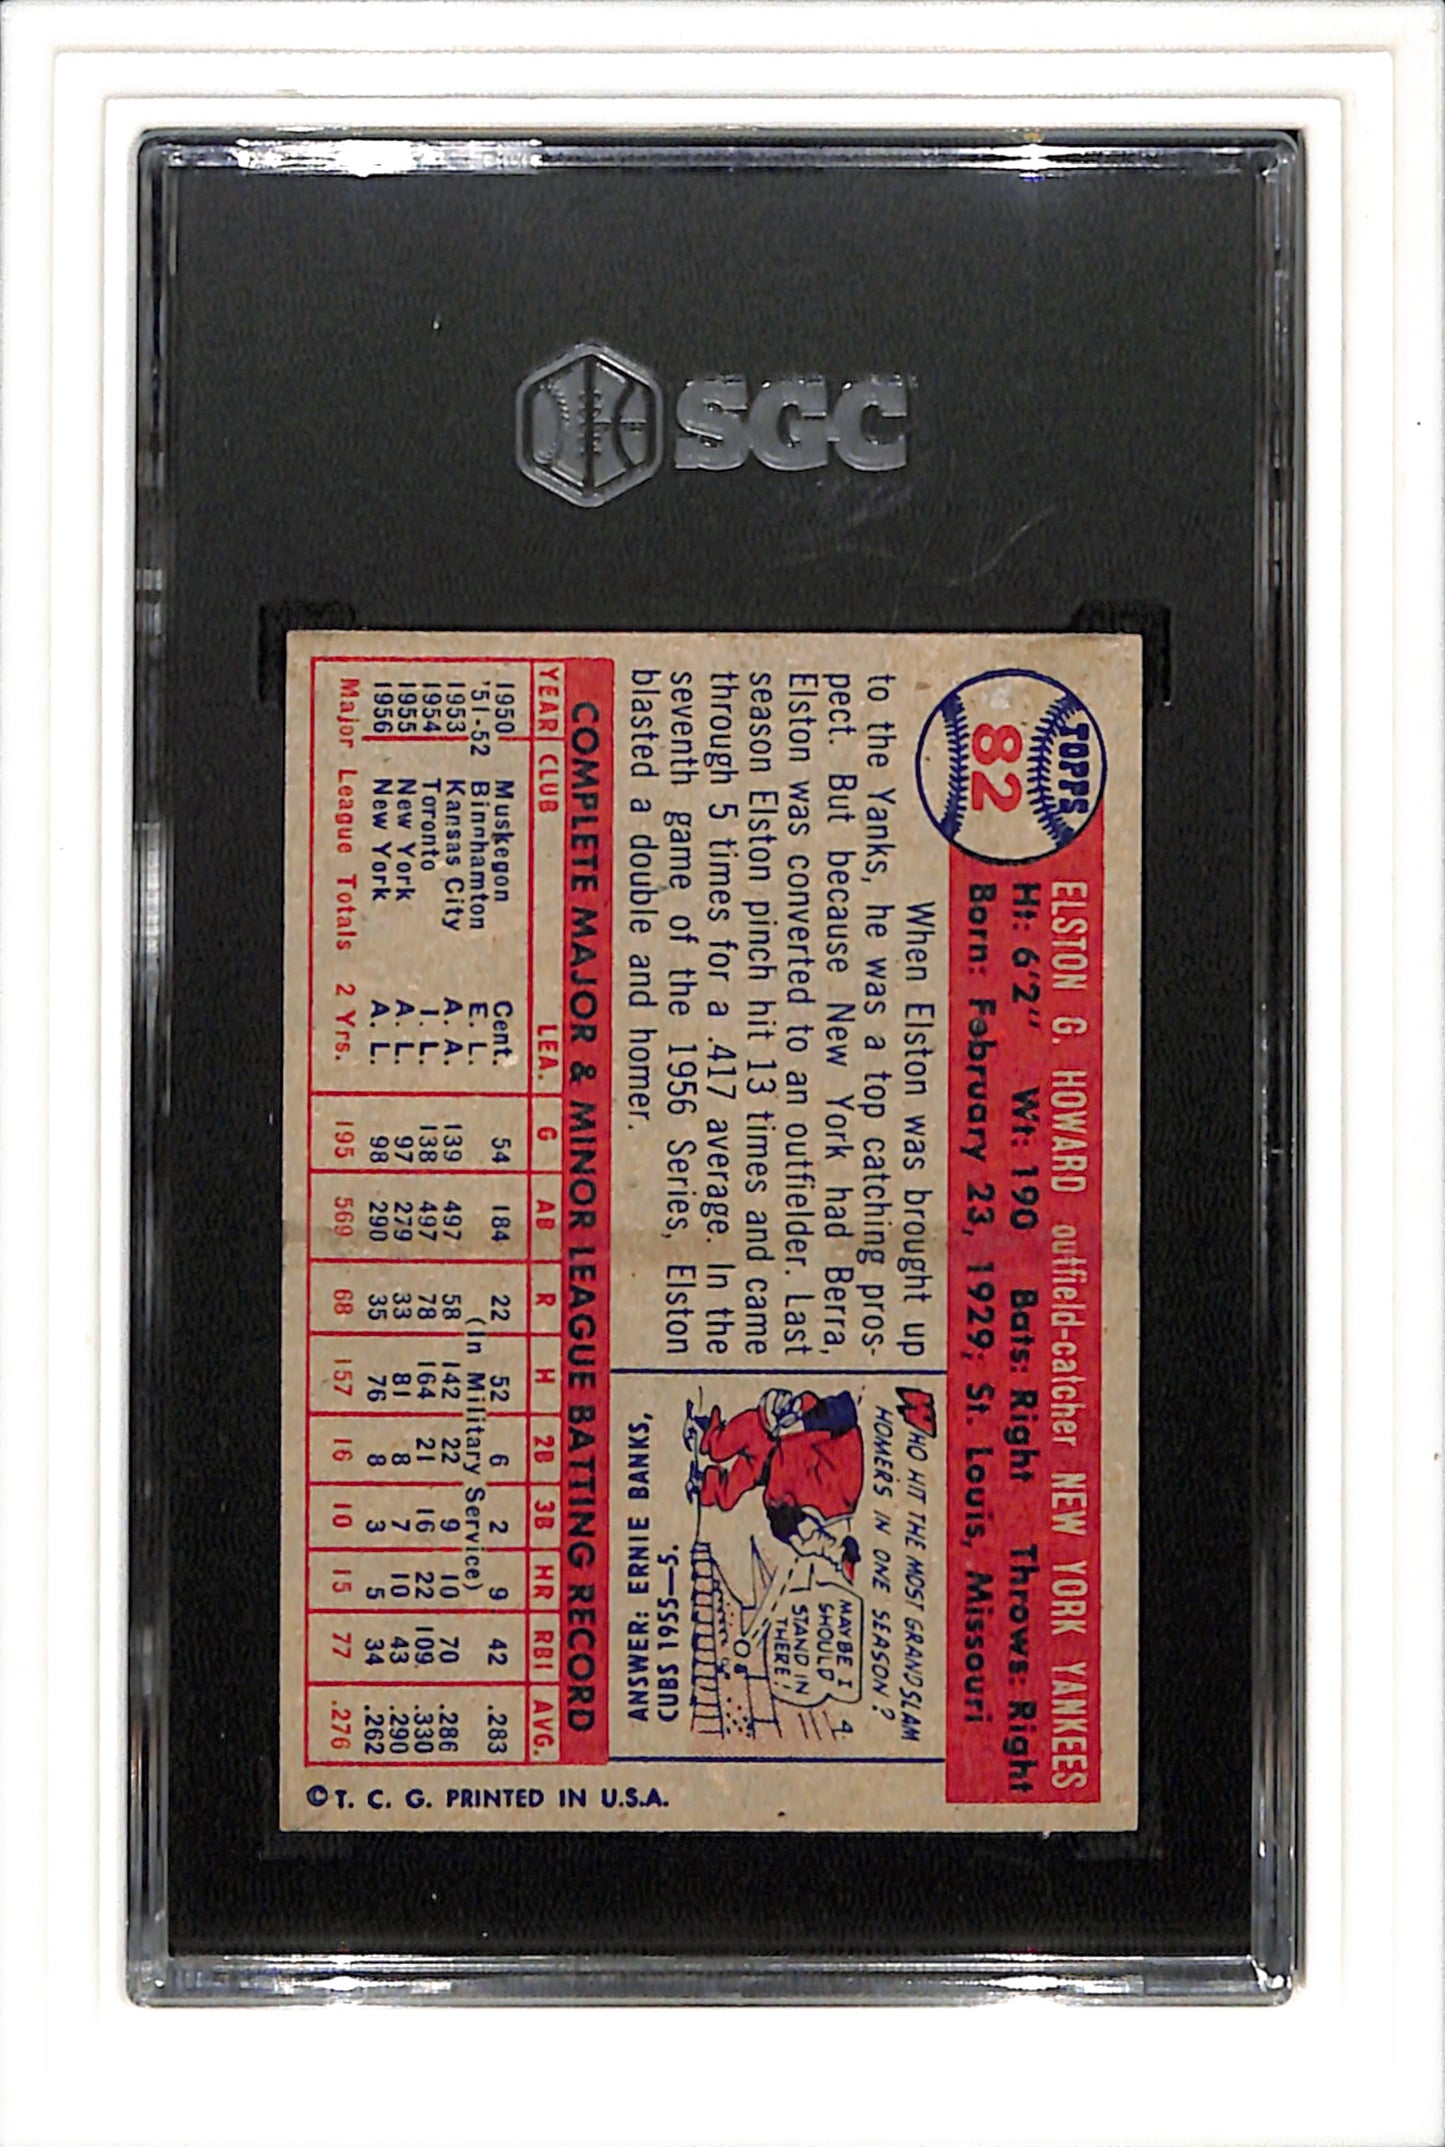 SGC
TOPPS
82
ELSTON G. HOWARD outfield-catcher NEW YORK YANKEES
Ht: 6'2" Wt: 190 Bats: Right Throws: Right
Born: February 23, 1929; St. Louis, Missouri
When Elston was brought up
to the Yanks, he was a top catching pros-
pect. But because New York had Berra,
Elston was converted to an outfielder. Last
season Elston pinch hit 13 times and came
through 5 times for a .417 average. In the
seventh game of the 1956 Series, Elston
blasted a double and homer.
WHO HIT THE MOST GRAND SLAM
HOMERS IN ONE SEASON?
MAYBE I
SHOULD
STAND IN
THERE!
4
ANSWER: ERNIE BANKS,
CUBS 1955—5.
COMPLETE MAJOR & MINOR LEAGUE BATTING RECORD
YEAR CLUB LEA. G AB R H 2B 3B HR RBI AVG.
1950 Muskegon Cent. 54 184 22 52 6 2 9 42 .283
'51-52 Binghamton E. L. (In Military Service)
1953 Kansas City A. A. 139 497 58 142 22 9 10 70 .286
1954 Toronto I. L. 138 497 78 164 21 16 22 109 .330
1955 New York A. L. 97 279 33 81 8 7 10 43 .290
1956 New York A. L. 98 290 35 76 8 3 5 34 .262
Major League Totals 2 Yrs. 195 569 68 157 16 10 15 77 .276
©T. C. G. PRINTED IN U.S.A.